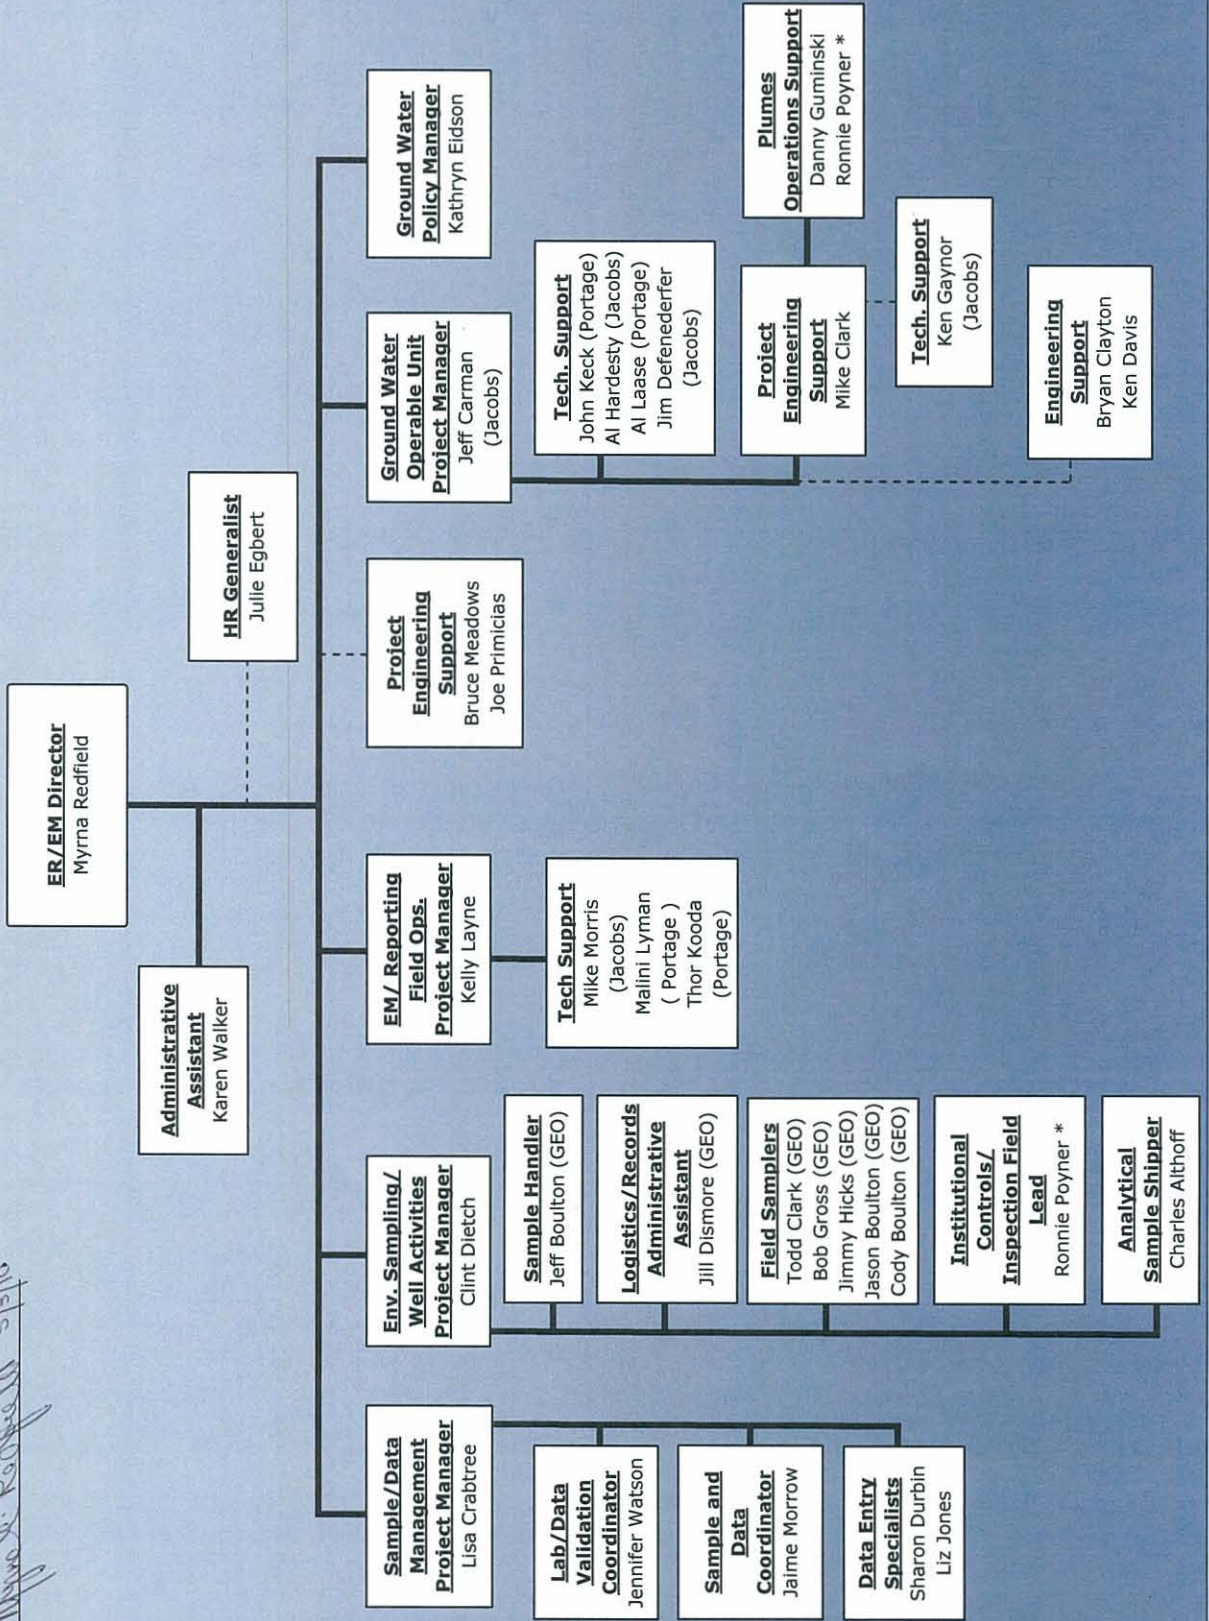 Myrna Redfield
ER/EM Director
Myrna Redfield
Administrative
Assistant
Karen Walker
HR Generalist
Julie Egbert
Sample/Data
Management
Project Manager
Lisa Crabtree
Lab/Data
Validation
Coordinator
Jennifer Watson
Sample and
Data
Coordinator
Jaime Morrow
Data Entry
Specialists
Sharon Durbin
Liz Jones
Env. Sampling/
Well Activities
Project Manager
Clint Dietch
Sample Handler
Jeff Boulton (GEO)
Logistics/Records
Administrative
Assistant
Jill Dismore (GEO)
Field Samplers
Todd Clark (GEO)
Bob Gross (GEO)
Jimmy Hicks (GEO)
Jason Boulton (GEO)
Cody Boulton (GEO)
Institutional
Controls/
Inspection Field
Lead
Ronnie Poyner *
Analytical
Sample Shipper
Charles Althoff
EM/ Reporting
Field Ops.
Project Manager
Kelly Layne
Tech Support
Mike Morris
(Jacobs)
Malini Lyman
( Portage )
Thor Kooda
(Portage)
Project
Engineering
Support
Bruce Meadows
Joe Primicias
Ground Water
Operable Unit
Project Manager
Jeff Carman
(Jacobs)
Tech. Support
John Keck (Portage)
Al Hardesty (Jacobs)
Al Laase (Portage)
Jim Defenederfer
(Jacobs)
Project
Engineering
Support
Mike Clark
Plumes
Operations Support
Danny Guminski
Ronnie Poyner *
Tech. Support
Ken Gaynor
(Jacobs)
Engineering
Support
Bryan Clayton
Ken Davis
Ground Water
Policy Manager
Kathryn Eidson